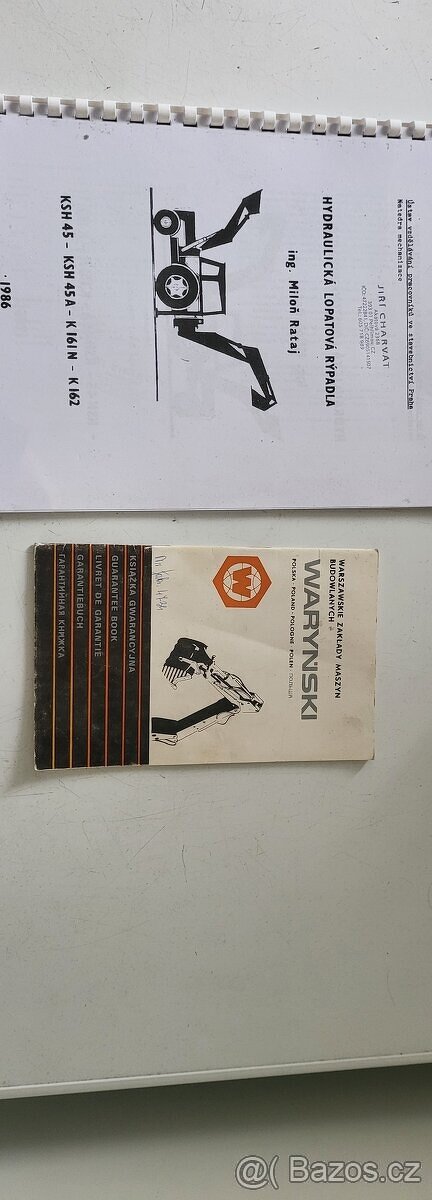 Ústav vzdělávání pracovníků ve stavebnictví Praha
Katedra mechanizace
JIŘÍ CHARVÁT
HYDRAULICKÁ LOPATOVÁ RÝPADLA
ing. Miloň Rataj
KSH 45 - KSH 45A - K 161N - K 162
1986
WARSZAWSKIE ZAKŁADY MASZYN
BUDOWLANYCH
WARYŃSKI
POLSKA · POLAND · POLOGNE · POLEN · ПОЛЬША
W
KSIĄŻKA GWARANCYJNA
GUARANTEE BOOK
LIVRET DE GARANTIE
GARANTIEBUCH
ГАРАНТИЙНАЯ КНИЖКА
@( Bazos.cz